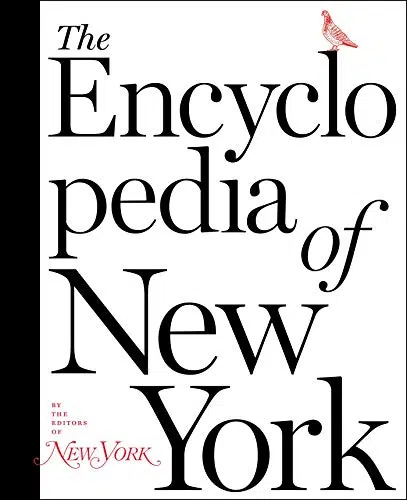 The
Encyclo
pedia
of
New
York
BY
THE
EDITORS
OF
NEW YORK